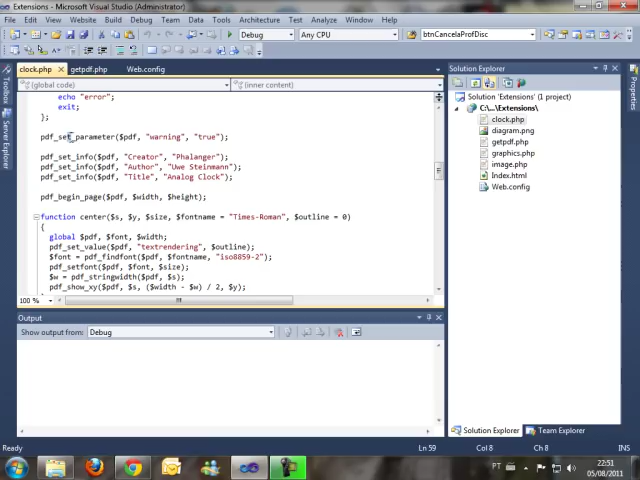 Extensions - Microsoft Visual Studio (Administrator)
File Edit View Website Build Debug Team Data Tools Architecture Test Analyze Window Help
Debug Any CPU btnCancelaProfDisc
clock.php getpdf.php Web.config
(global code) (inner content)
echo "error";
exit;
};
pdf_set_parameter($pdf, "warning", "true");
pdf_set_info($pdf, "Creator", "Phalanger");
pdf_set_info($pdf, "Author", "Uwe Steinmann");
pdf_set_info($pdf, "Title", "Analog Clock");
pdf_begin_page($pdf, $width, $height);
function center($s, $y, $size, $fontname = "Times-Roman", $outline = 0)
{
global $pdf, $font, $width;
pdf_set_value($pdf, "textrendering", $outline);
$font = pdf_findfont($pdf, $fontname, "iso8859-2");
pdf_setfont($pdf, $font, $size);
$w = pdf_stringwidth($pdf, $s);
pdf_show_xy($pdf, $s, ($width - $w) / 2, $y);
100 %
Output
Show output from: Debug
Toolbox
Server Explorer
Solution Explorer
Solution 'Extensions' (1 project)
C:\...\Extensions\
clock.php
diagram.png
getpdf.php
graphics.php
image.php
Index.html
Web.config
Solution Explorer Team Explorer
Properties
Ready Ln 59 Col 8 Ch 8 INS
PT 22:51
05/08/2011